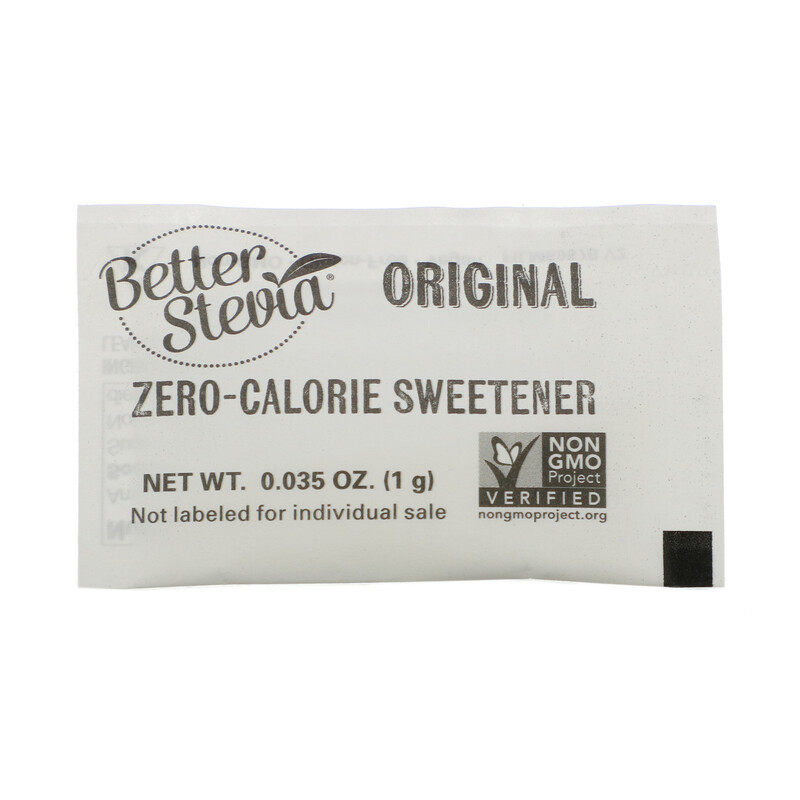 Better
Stevia®
ORIGINAL
ZERO-CALORIE SWEETENER
NET WT. 0.035 OZ. (1 g)
Not labeled for individual sale
NON
GMO
Project
VERIFIED
nongmoproject.org